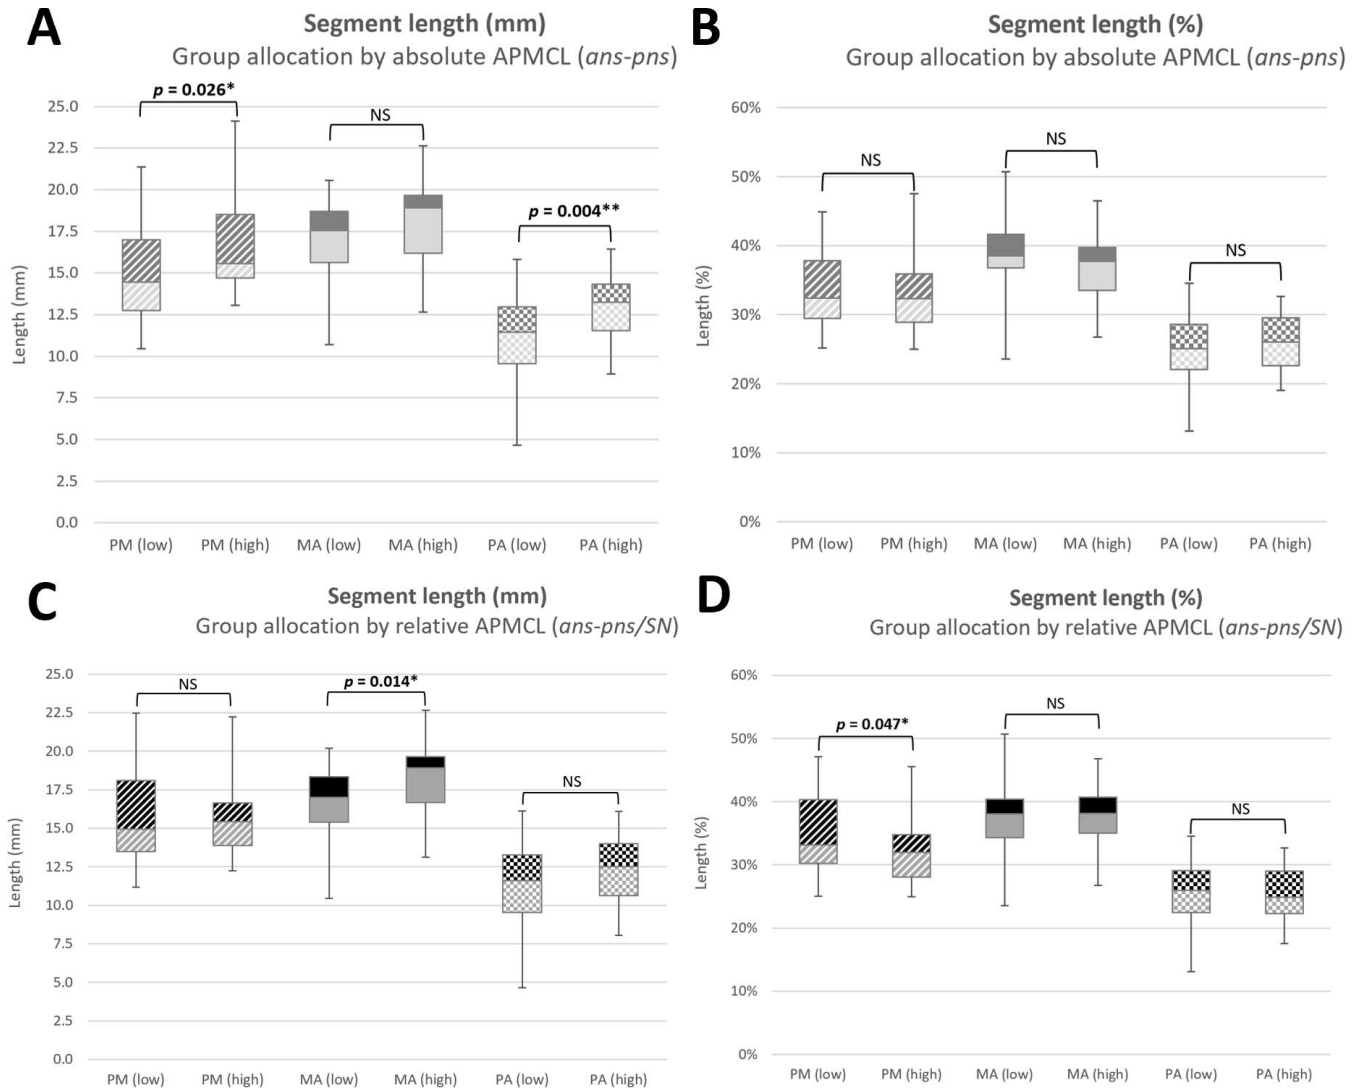 A
Segment length (mm)
Group allocation by absolute APMCL (ans-pns)
Length (mm)
25.0
22.5
20.0
17.5
15.0
12.5
10.0
7.5
5.0
2.5
0.0
p = 0.026*
NS
p = 0.004**
PM (low) PM (high) MA (low) MA (high) PA (low) PA (high)
B
Segment length (%)
Group allocation by absolute APMCL (ans-pns)
Length (%)
60%
50%
40%
30%
20%
10%
0%
NS
NS
NS
PM (low) PM (high) MA (low) MA (high) PA (low) PA (high)
C
Segment length (mm)
Group allocation by relative APMCL (ans-pns/SN)
Length (mm)
25.0
22.5
20.0
17.5
15.0
12.5
10.0
7.5
5.0
2.5
0.0
NS
p = 0.014*
NS
PM (low) PM (high) MA (low) MA (high) PA (low) PA (high)
D
Segment length (%)
Group allocation by relative APMCL (ans-pns/SN)
Length (%)
60%
50%
40%
30%
20%
10%
0%
p = 0.047*
NS
NS
PM (low) PM (high) MA (low) MA (high) PA (low) PA (high)